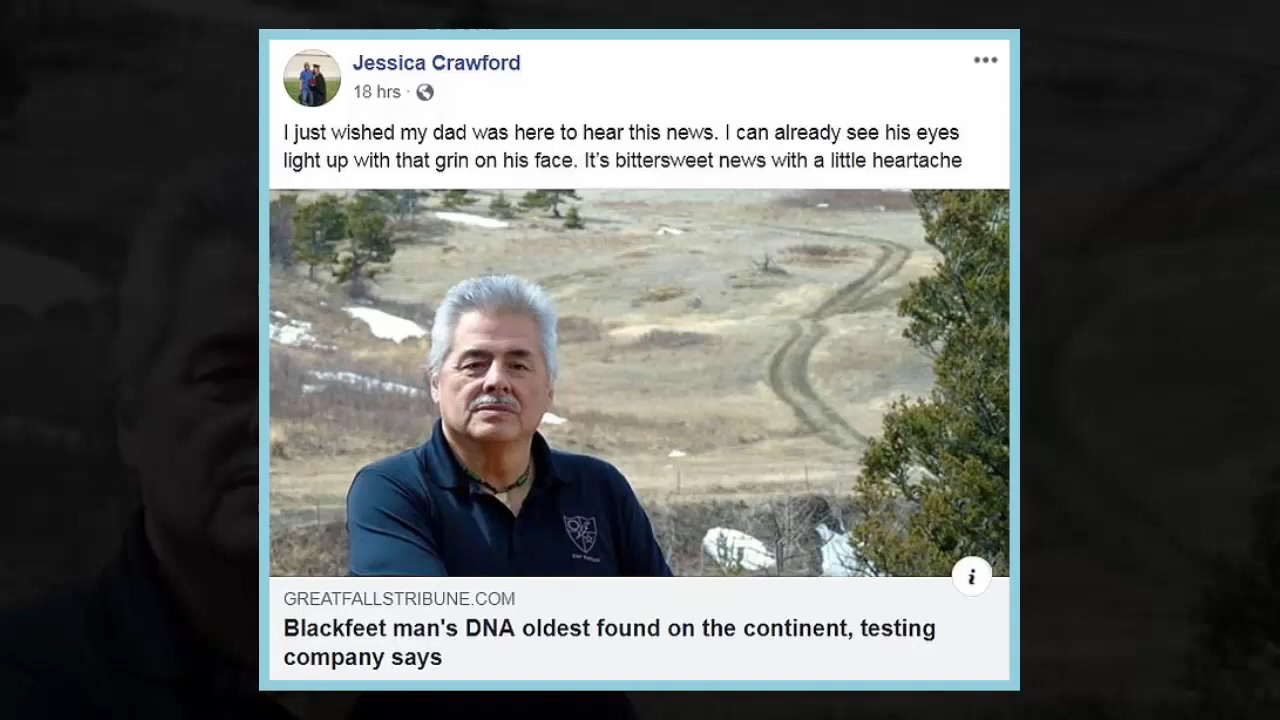 Jessica Crawford
18 hrs ·
I just wished my dad was here to hear this news. I can already see his eyes
light up with that grin on his face. It's bittersweet news with a little heartache
GREATFALLSTRIBUNE.COM
Blackfeet man's DNA oldest found on the continent, testing
company says